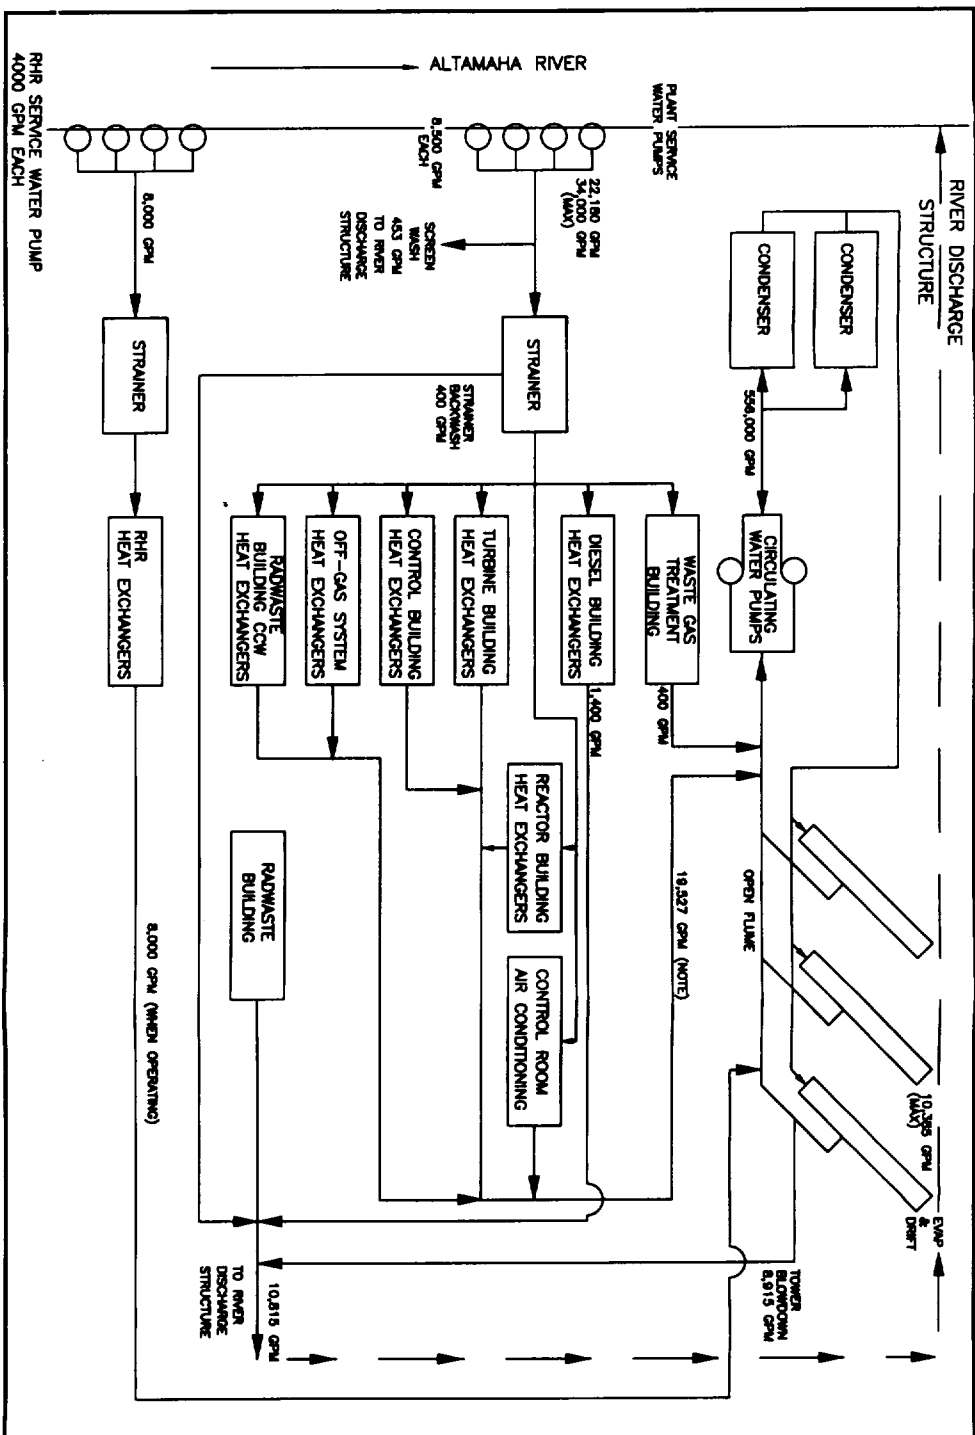 ALTAMAHA RIVER
RHR SERVICE WATER PUMP
4000 GPM EACH
8,500 GPM
EACH
PLANT SERVICE
WATER PUMPS
RIVER DISCHARGE
STRUCTURE
8,000 GPM
22,180 GPM
34,000 GPM
(MAX)
SCREEN
WASH
453 GPM
TO RIVER
DISCHARGE
STRUCTURE
CONDENSER
CONDENSER
STRAINER
STRAINER
STRAINER
BACKWASH
400 GPM
556,000 GPM
RHR
HEAT EXCHANGERS
RADWASTE
BUILDING CCW
HEAT EXCHANGERS
OFF-GAS SYSTEM
HEAT EXCHANGERS
CONTROL BUILDING
HEAT EXCHANGERS
TURBINE BUILDING
HEAT EXCHANGERS
DIESEL BUILDING
HEAT EXCHANGERS
WASTE GAS
TREATMENT
BUILDING
CIRCULATING
WATER PUMPS
1,400 GPM
400 GPM
REACTOR BUILDING
HEAT EXCHANGERS
RADWASTE
BUILDING
CONTROL ROOM
AIR CONDITIONING
19,527 GPM (NOTE)
OPEN FLUME
8,000 GPM (WHEN OPERATING)
10,385 GPM
(MAX)
EVAP
&
DRIFT
TOWER
BLOWDOWN
8,915 GPM
10,815 GPM
TO RIVER
DISCHARGE
STRUCTURE